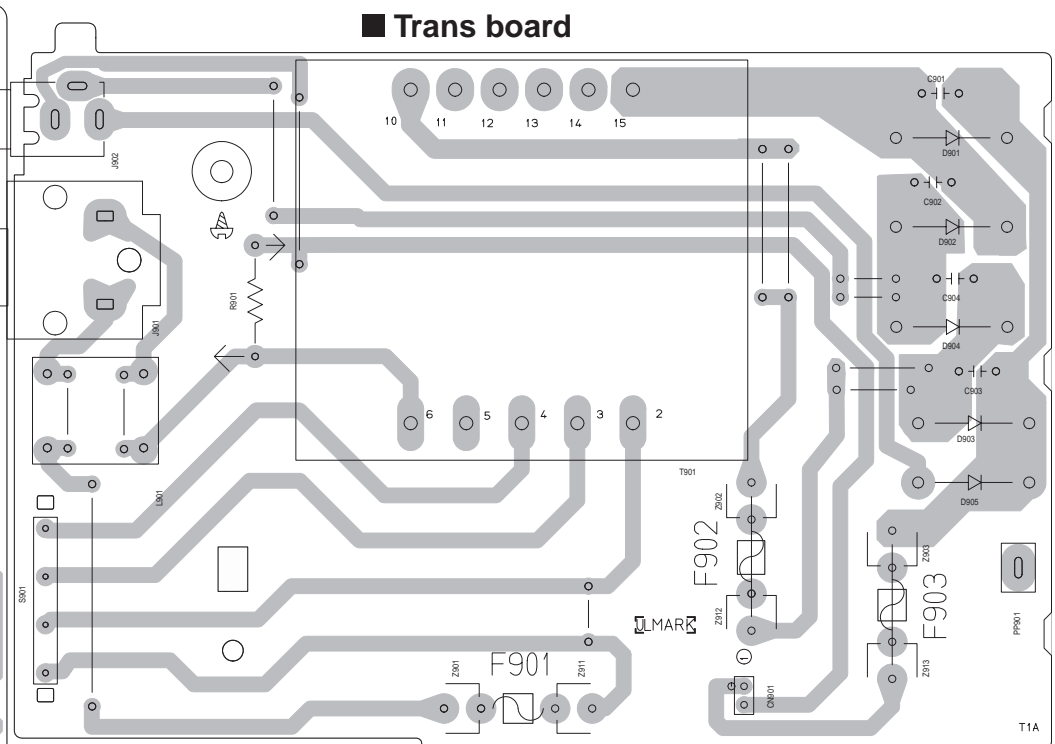 ■ Trans board
C901
10
11
12
13
14
15
D901
J902
C902
D902
R901
C904
J901
D904
C903
6
5
4
3
2
D903
T901
L901
Z902
D905
F902
Z903
S901
F903
PP901
ULMARK
Z912
F901
Z901
Z911
1
Z913
CN901
T1A